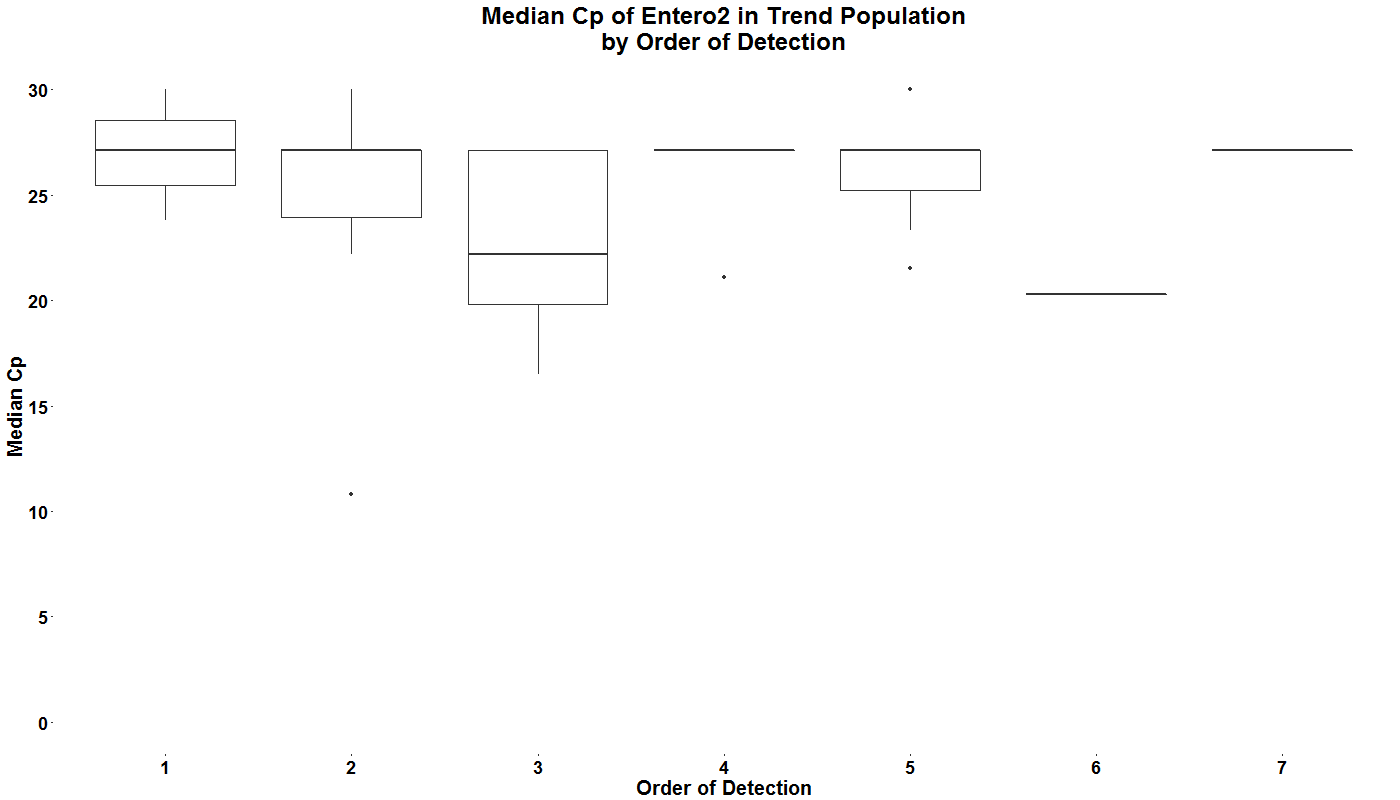 Median Cp of Entero2 in Trend Population
by Order of Detection
Median Cp
30
25
20
15
10
5
0
1 2 3 4 5 6 7
Order of Detection